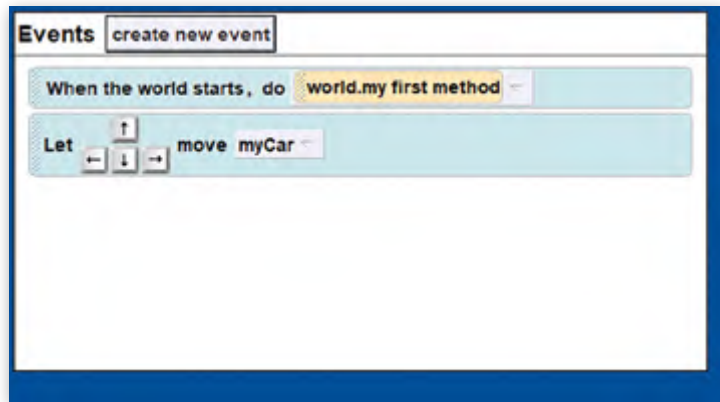 Events create new event
When the world starts, do world.my first method
Let ↑ ← ↓ → move myCar